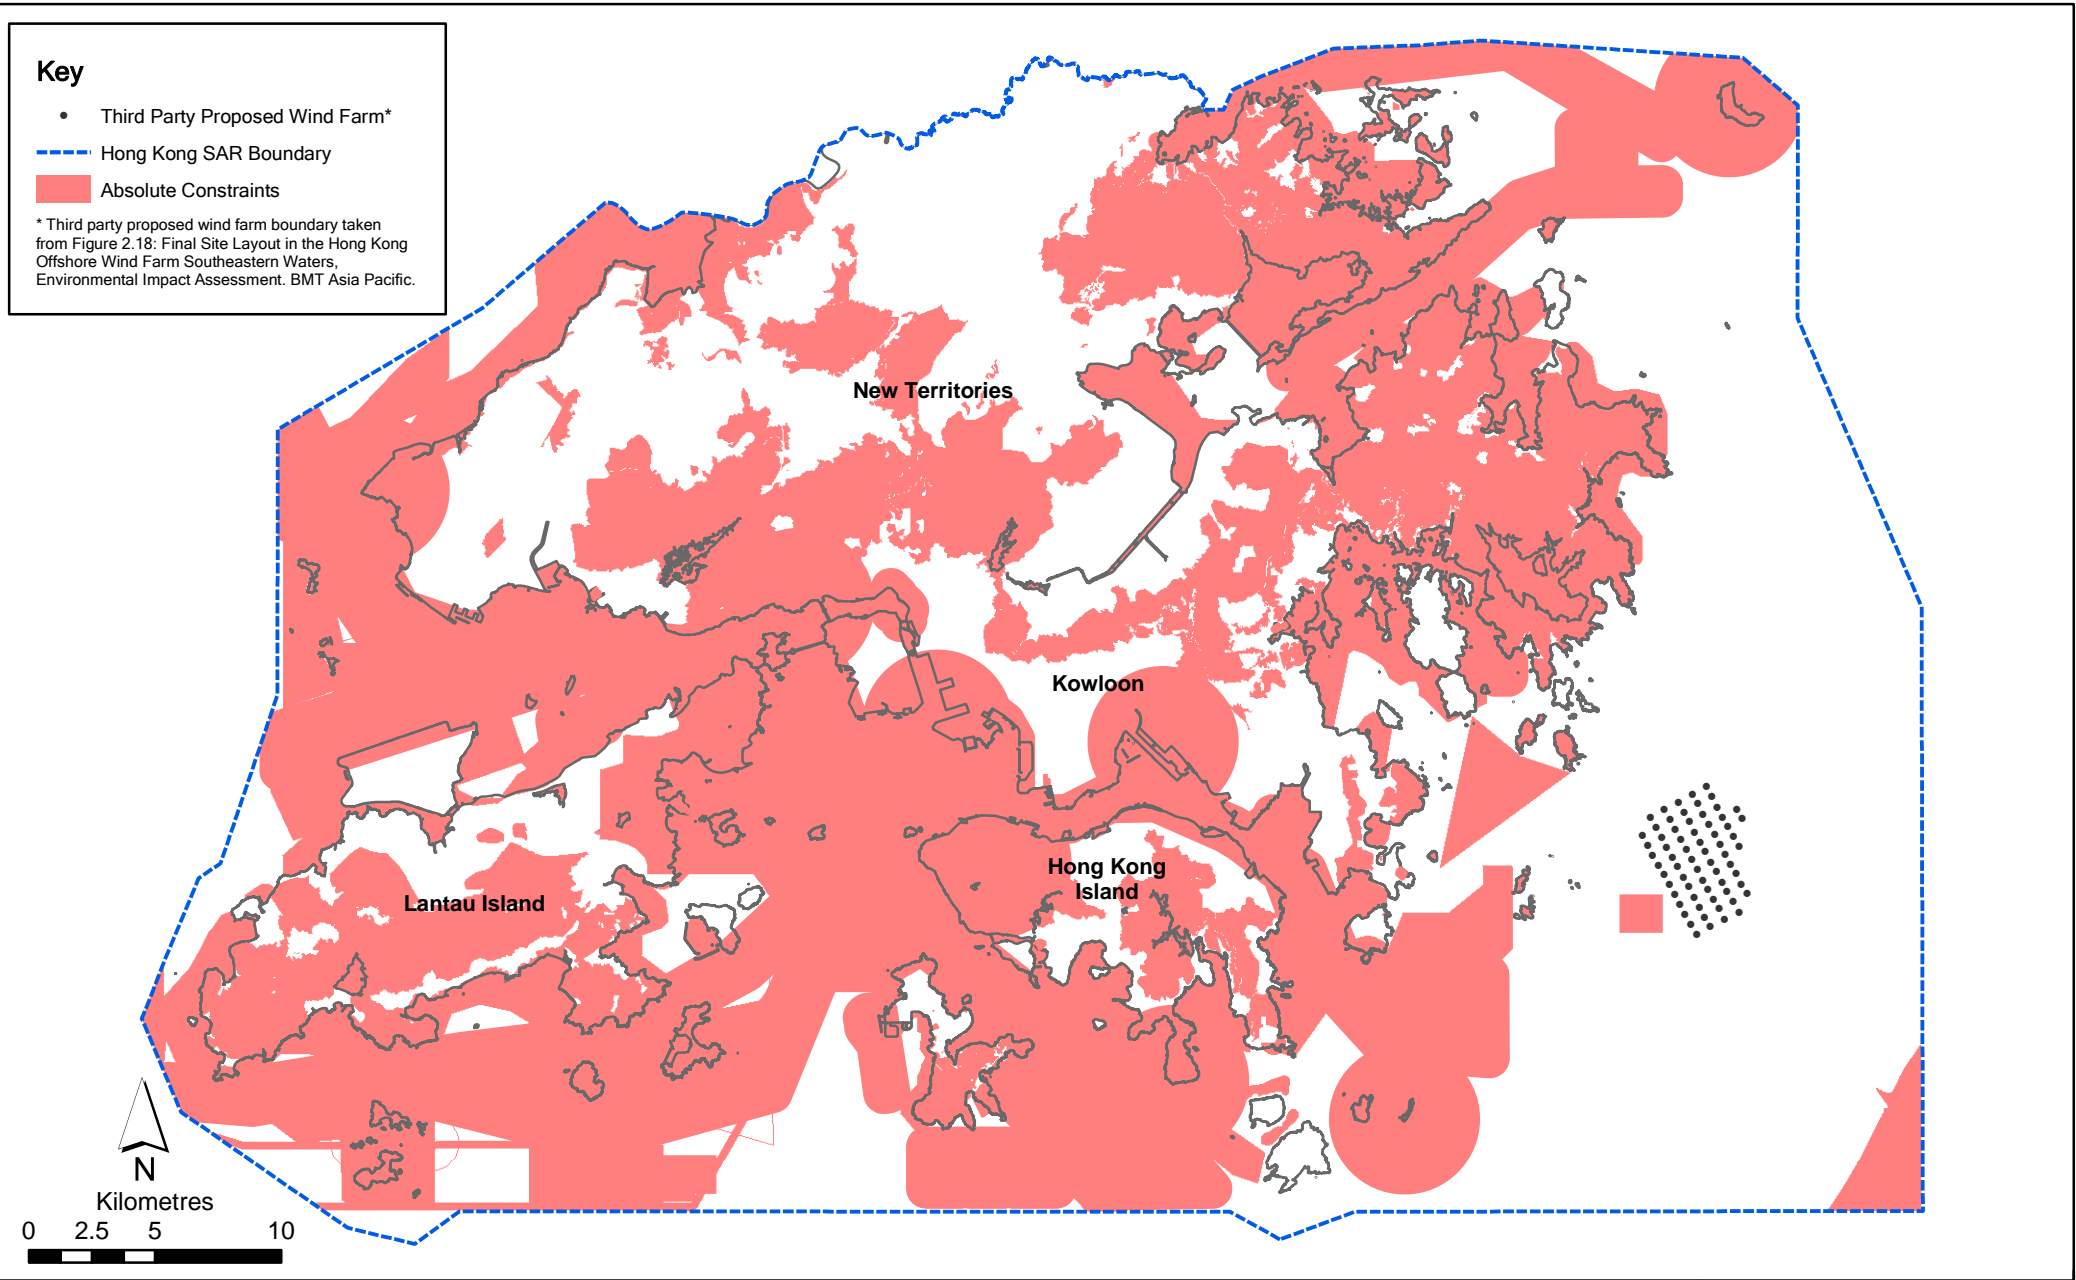 Key
Third Party Proposed Wind Farm*
Hong Kong SAR Boundary
Absolute Constraints
* Third party proposed wind farm boundary taken
from Figure 2.18: Final Site Layout in the Hong Kong
Offshore Wind Farm Southeastern Waters,
Environmental Impact Assessment. BMT Asia Pacific.
New Territories
Kowloon
Hong Kong
Island
Lantau Island
N
Kilometres
0 2.5 5 10